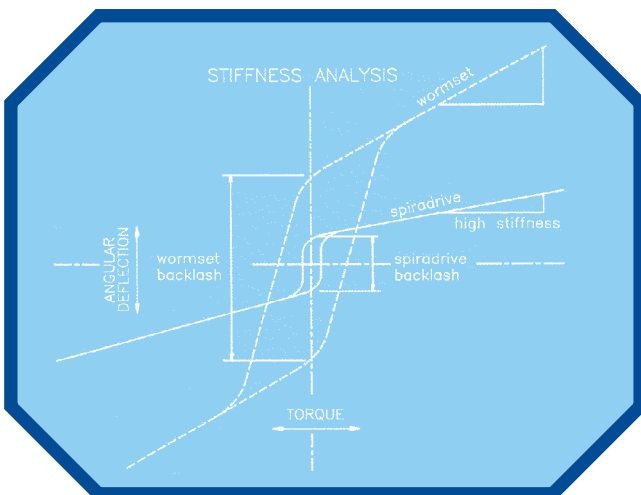 STIFFNESS ANALYSIS
wormset
spiradrive
high stiffness
ANGULAR
DEFLECTION
wormset
backlash
spiradrive
backlash
TORQUE